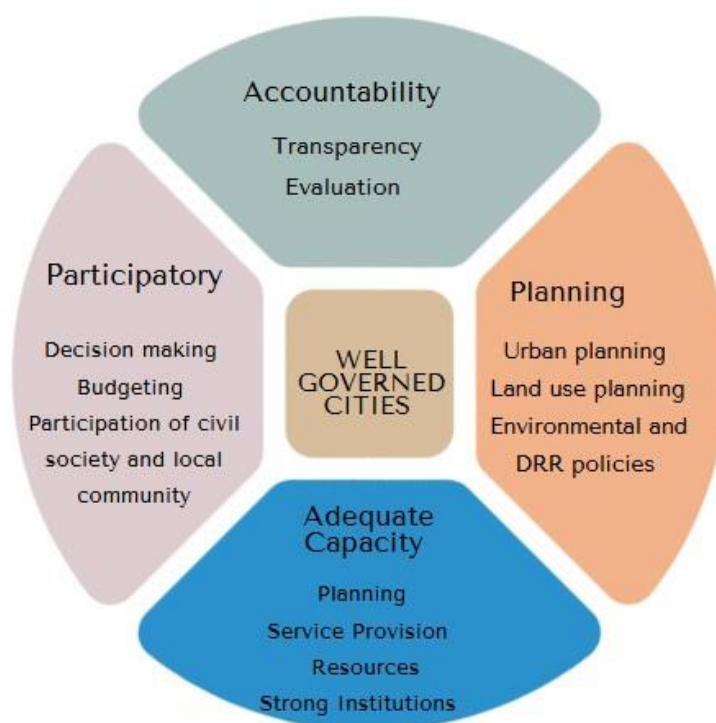 Accountability
Transparency
Evaluation
Participatory
Decision making
Budgeting
Participation of civil
society and local
community
WELL
GOVERNED
CITIES
Planning
Urban planning
Land use planning
Environmental and
DRR policies
Adequate
Capacity
Planning
Service Provision
Resources
Strong Institutions